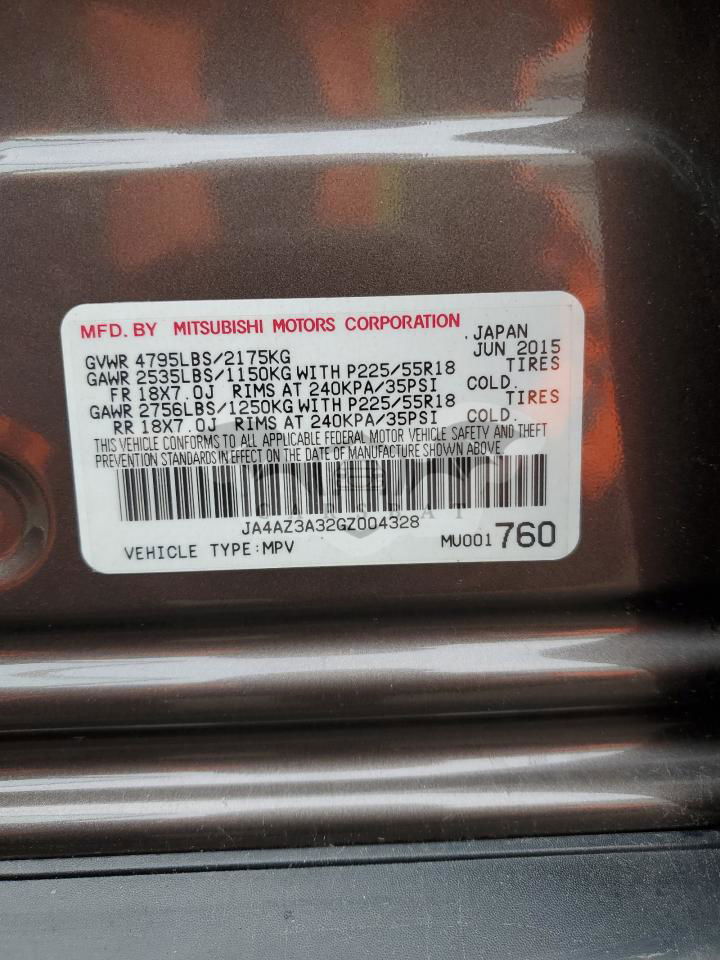 MFD. BY MITSUBISHI MOTORS CORPORATION . JAPAN
JUN 2015
GVWR 4795LBS/2175KG
GAWR 2535LBS/1150KG WITH P225/55R18 TIRES
FR 18X7.0J RIMS AT 240KPA/35PSI COLD.
GAWR 2756LBS/1250KG WITH P225/55R18 TIRES
RR 18X7.0J RIMS AT 240KPA/35PSI COLD.
THIS VEHICLE CONFORMS TO ALL APPLICABLE FEDERAL MOTOR VEHICLE SAFETY AND THEFT
PREVENTION STANDARDS IN EFFECT ON THE DATE OF MANUFACTURE SHOWN ABOVE
JA4AZ3A32GZ004328
VEHICLE TYPE:MPV MU001760